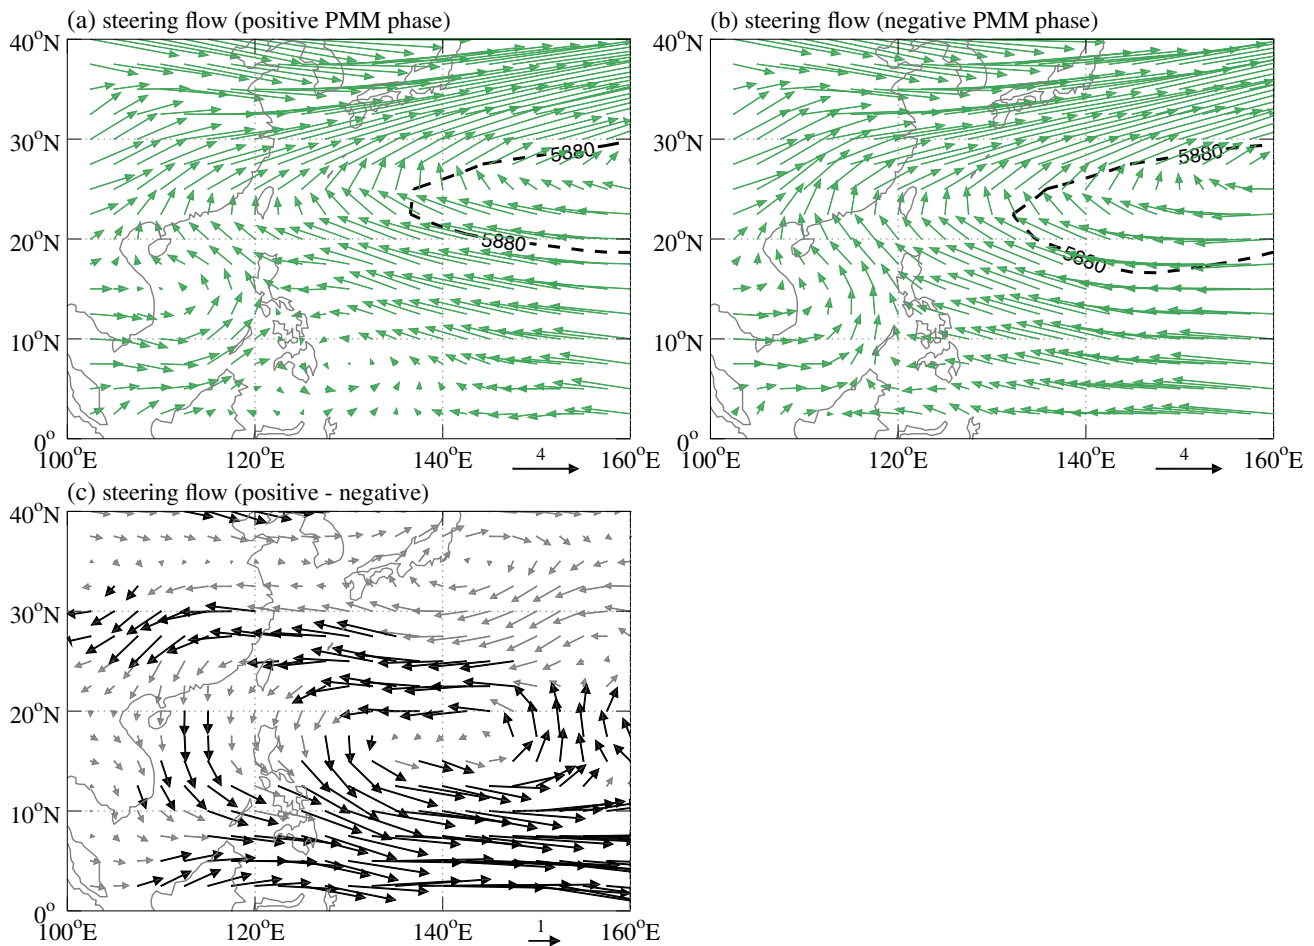 (a) steering flow (positive PMM phase)
40°N
30°N
20°N
10°N
0°
100°E 120°E 140°E 160°E
5880
5880
4
(b) steering flow (negative PMM phase)
40°N
30°N
20°N
10°N
0°
100°E 120°E 140°E 160°E
5880
5880
4
(c) steering flow (positive - negative)
40°N
30°N
20°N
10°N
0°
100°E 120°E 140°E 160°E
1